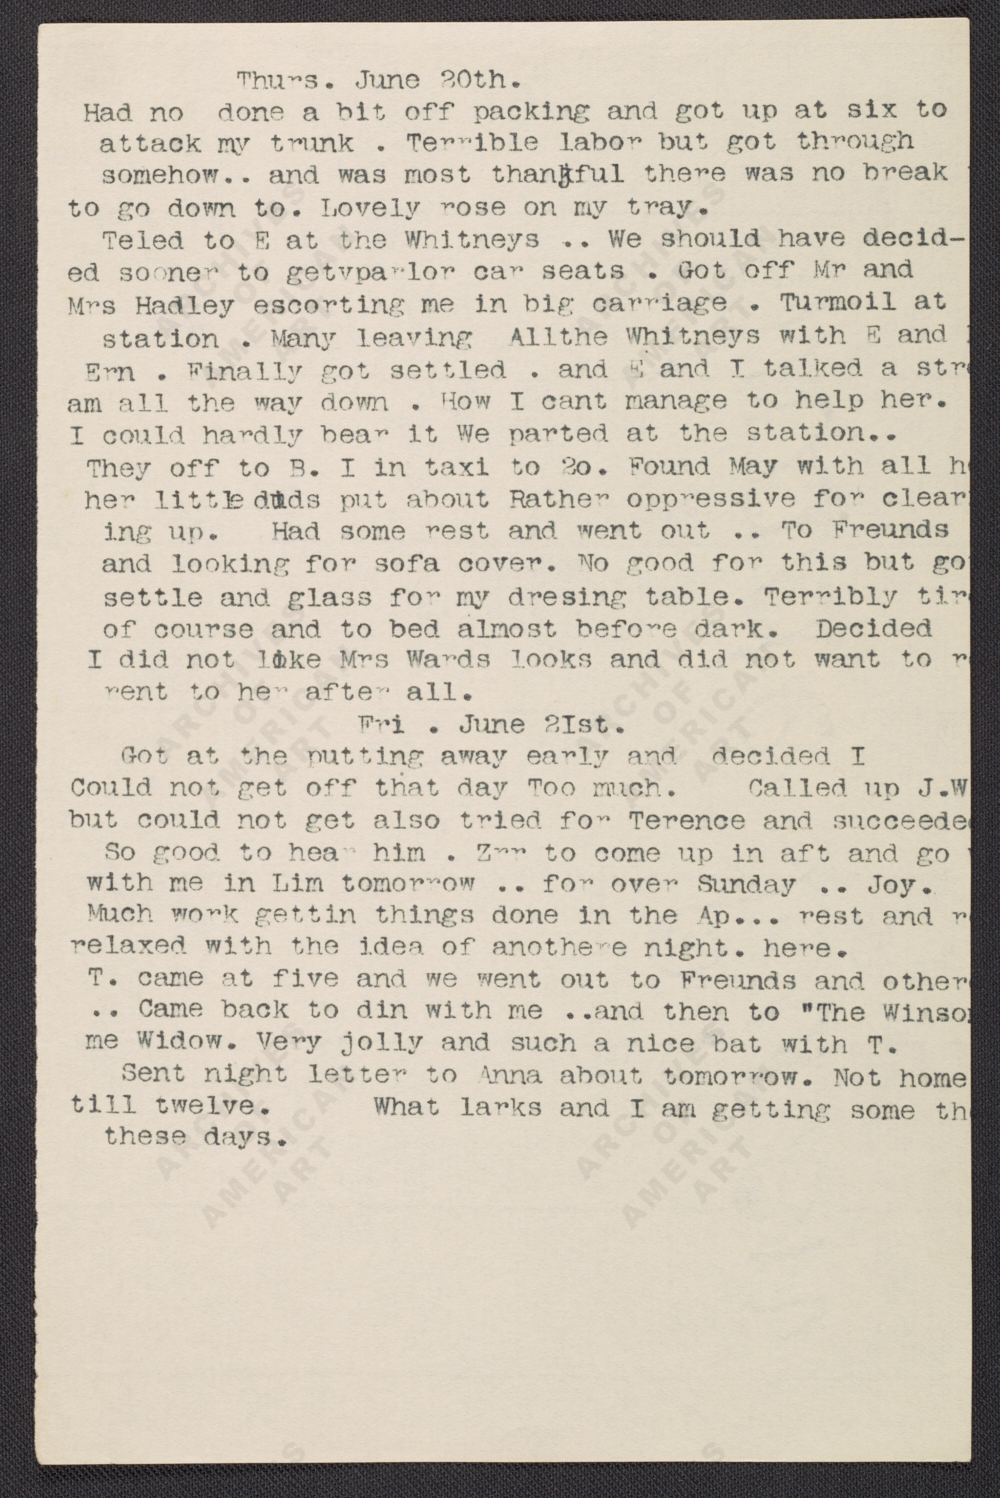 Thurs. June 20th.
Had no done a bit off packing and got up at six to
attack my trunk . Terrible labor but got through
somehow.. and was most thankful there was no break
to go down to. Lovely rose on my tray.
Teled to E at the Whitneys .. We should have decid-
ed sooner to getvparlor car seats . Got off Mr and
Mrs Hadley escorting me in big carriage . Turmoil at
station . Many leaving Allthe Whitneys with E and
Ern . Finally got settled . and E and I talked a stre
am all the way down . How I cant manage to help her.
I could hardly bear it We parted at the station..
They off to B. I in taxi to 2o. Found May with all h
her little duds put about Rather oppressive for clear
ing up. Had some rest and went out .. To Freunds
and looking for sofa cover. No good for this but go
settle and glass for my dresing table. Terribly tir
of course and to bed almost before dark. Decided
I did not like Mrs Wards looks and did not want to r
rent to her after all.
Fri . June 2Ist.
Got at the putting away early and decided I
Could not get off that day Too much. Called up J.W
but could not get also tried for Terence and succeede
So good to hear him . Zrr to come up in aft and go
with me in Lim tomorrow .. for over Sunday .. Joy.
Much work gettin things done in the Ap... rest and r
relaxed with the idea of anothere night. here.
T. came at five and we went out to Freunds and other
.. Came back to din with me ..and then to "The Winso
me Widow. Very jolly and such a nice bat with T.
Sent night letter to Anna about tomorrow. Not home
till twelve. What larks and I am getting some th
these days.
ARCHIVES
OF
AMERICAN
ART